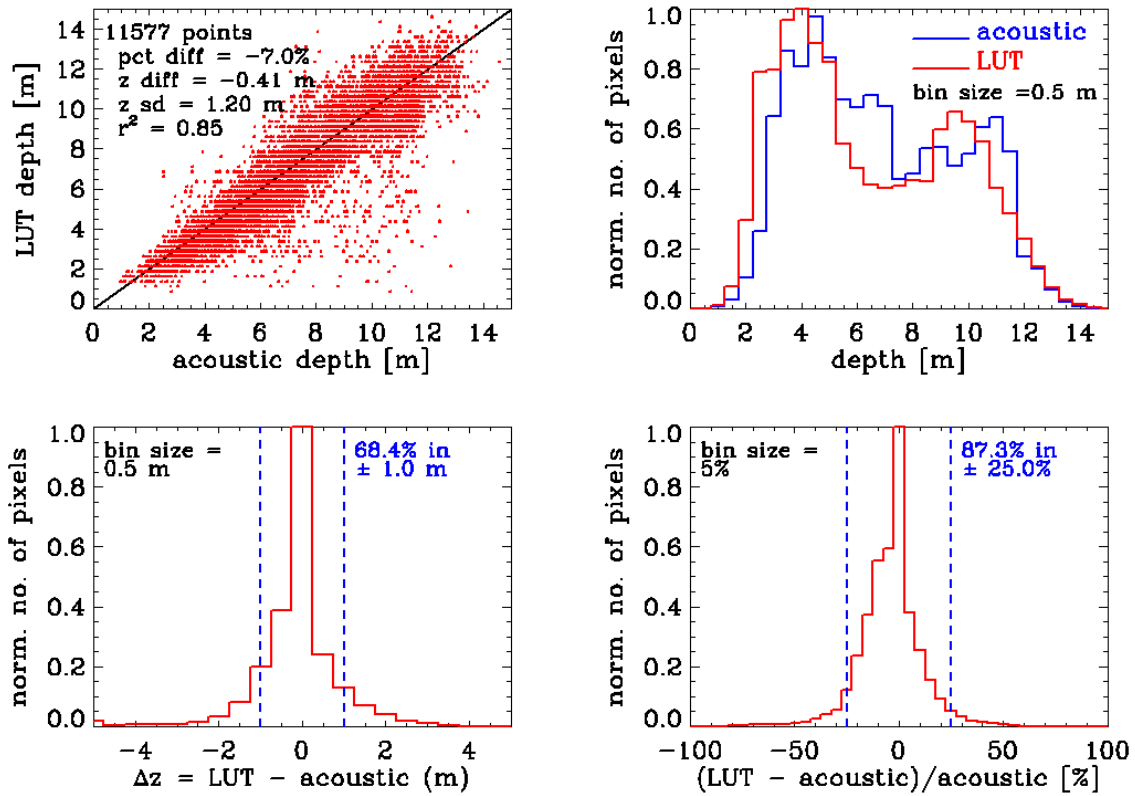 11577 points
pct diff = −7.0%
z diff = −0.41 m
z sd = 1.20 m
r² = 0.85
14
12
10
8
6
4
2
0
LUT depth [m]
0 2 4 6 8 10 12 14
acoustic depth [m]
acoustic
LUT
bin size =0.5 m
1.0
0.8
0.6
0.4
0.2
0.0
norm. no. of pixels
0 2 4 6 8 10 12 14
depth [m]
bin size =
0.5 m
68.4% in
± 1.0 m
1.0
0.8
0.6
0.4
0.2
0.0
norm. no. of pixels
−4 −2 0 2 4
Δz = LUT − acoustic (m)
bin size =
5%
87.3% in
± 25.0%
1.0
0.8
0.6
0.4
0.2
0.0
norm. no. of pixels
−100 −50 0 50 100
(LUT − acoustic)/acoustic [%]